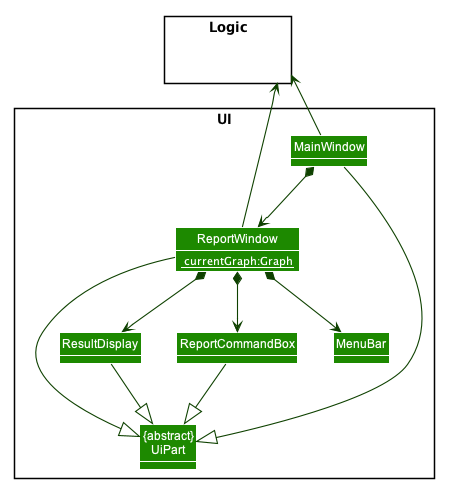 Logic
UI
MainWindow
ReportWindow
currentGraph:Graph
ResultDisplay
ReportCommandBox
MenuBar
{abstract}
UiPart